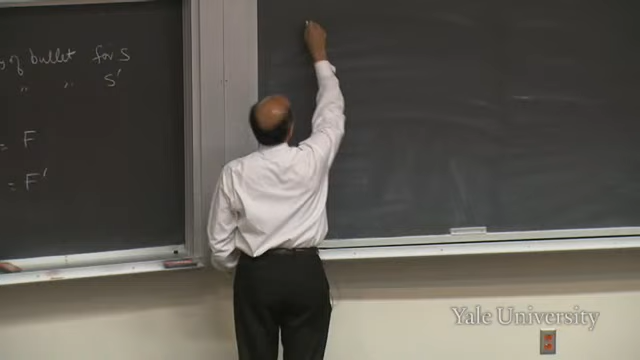 of bullet for S
" " S'
= F
= F'
Yale University